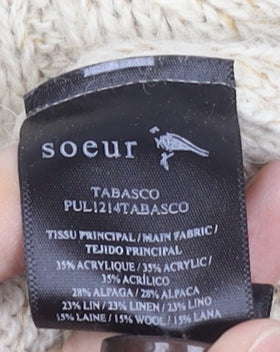 soeur
TABASCO
PUL1214TABASCO
TISSU PRINCIPAL / MAIN FABRIC /
TEJIDO PRINCIPAL
35% ACRYLIQUE / 35% ACRYLIC /
35% ACRÍLICO
28% ALPAGA / 28% ALPACA
23% LIN / 23% LINEN / 23% LINO
15% LAINE / 15% WOOL / 15% LANA